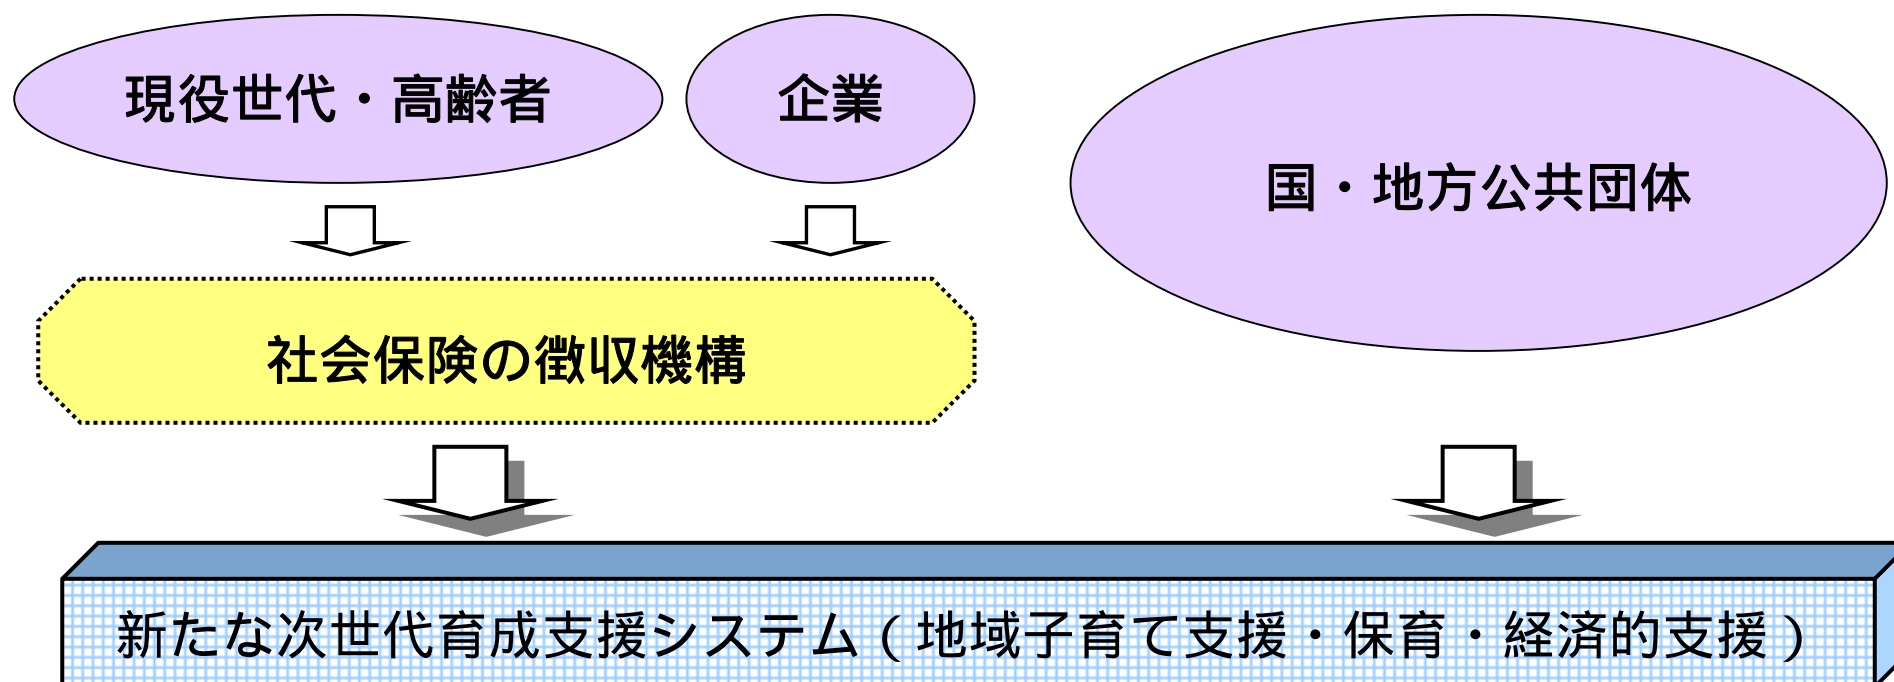 現役世代・高齢者
企業
国・地方公共団体
社会保険の徴収機構
新たな次世代育成支援システム（地域子育て支援・保育・経済的支援）